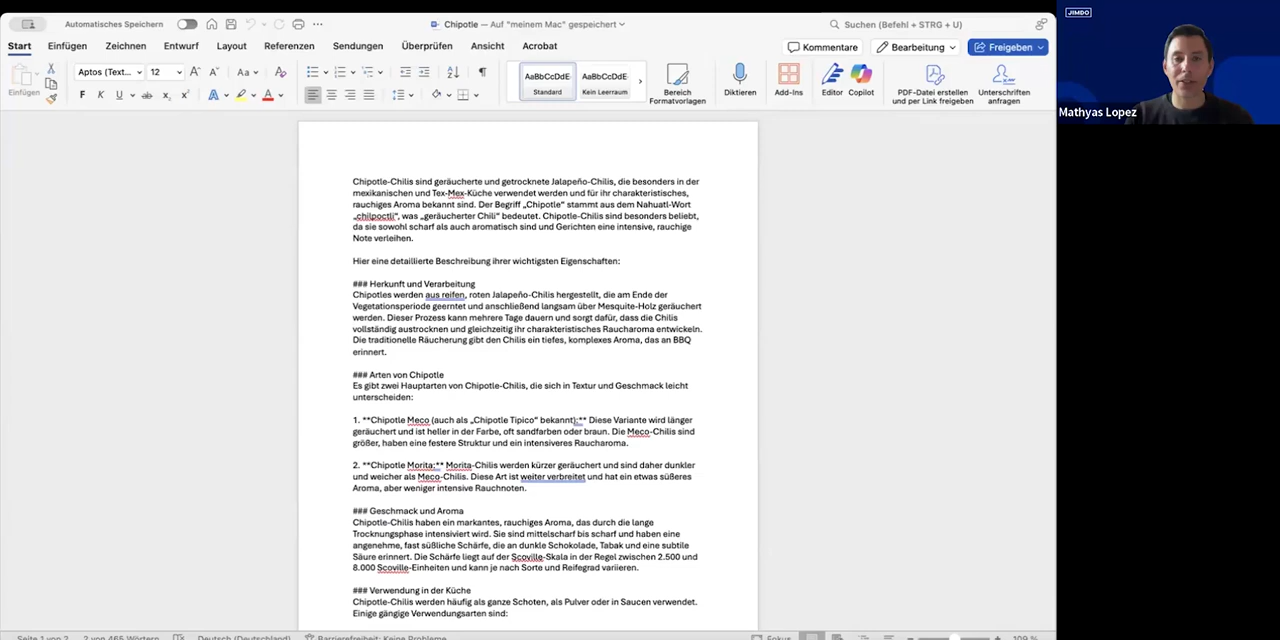 Automatisches Speichern
Chipotle — Auf "meinem Mac" gespeichert
Suchen (Befehl + STRG + U)
Start Einfügen Zeichnen Entwurf Layout Referenzen Sendungen Überprüfen Ansicht Acrobat
Kommentare
Bearbeitung
Freigeben
Einfügen
Aptos (Text... 12
AaBbCcDdE
Standard
AaBbCcDdE
Kein Leerraum
Bereich
Formatvorlagen
Diktieren
Add-Ins
Editor
Copilot
PDF-Datei erstellen
und per Link freigeben
Unterschriften
anfragen
Chipotle-Chilis sind geräucherte und getrocknete Jalapeño-Chilis, die besonders in der
mexikanischen und Tex-Mex-Küche verwendet werden und für ihr charakteristisches,
rauchiges Aroma bekannt sind. Der Begriff „Chipotle“ stammt aus dem Nahuatl-Wort
„chilpoctli“, was „geräucherter Chili“ bedeutet. Chipotle-Chilis sind besonders beliebt,
da sie sowohl scharf als auch aromatisch sind und Gerichten eine intensive, rauchige
Note verleihen.
Hier eine detaillierte Beschreibung ihrer wichtigsten Eigenschaften:
### Herkunft und Verarbeitung
Chipotles werden aus reifen, roten Jalapeño-Chilis hergestellt, die am Ende der
Vegetationsperiode geerntet und anschließend langsam über Mesquite-Holz geräuchert
werden. Dieser Prozess kann mehrere Tage dauern und sorgt dafür, dass die Chilis
vollständig austrocknen und gleichzeitig ihr charakteristisches Raucharoma entwickeln.
Die traditionelle Räucherung gibt den Chilis ein tiefes, komplexes Aroma, das an BBQ
erinnert.
### Arten von Chipotle
Es gibt zwei Hauptarten von Chipotle-Chilis, die sich in Textur und Geschmack leicht
unterscheiden:
1. **Chipotle Meco (auch als „Chipotle Tipico“ bekannt):** Diese Variante wird länger
geräuchert und ist heller in der Farbe, oft sandfarben oder braun. Die Meco-Chilis sind
größer, haben eine festere Struktur und ein intensiveres Raucharoma.
2. **Chipotle Morita:** Morita-Chilis werden kürzer geräuchert und sind daher dunkler
und weicher als Meco-Chilis. Diese Art ist weiter verbreitet und hat ein etwas süßeres
Aroma, aber weniger intensive Rauchnoten.
### Geschmack und Aroma
Chipotle-Chilis haben ein markantes, rauchiges Aroma, das durch die lange
Trocknungsphase intensiviert wird. Sie sind mittelscharf bis scharf und haben eine
angenehme, fast süßliche Schärfe, die an dunkle Schokolade, Tabak und eine subtile
Säure erinnert. Die Schärfe liegt auf der Scoville-Skala in der Regel zwischen 2.500 und
8.000 Scoville-Einheiten und kann je nach Sorte und Reifegrad variieren.
### Verwendung in der Küche
Chipotle-Chilis werden häufig als ganze Schoten, als Pulver oder in Saucen verwendet.
Einige gängige Verwendungsarten sind:
Seite 1 von 2 2 von 465 Wörtern Deutsch (Deutschland) Barrierefreiheit: Keine Probleme Fokus 109 %
JIMDO
Mathyas Lopez